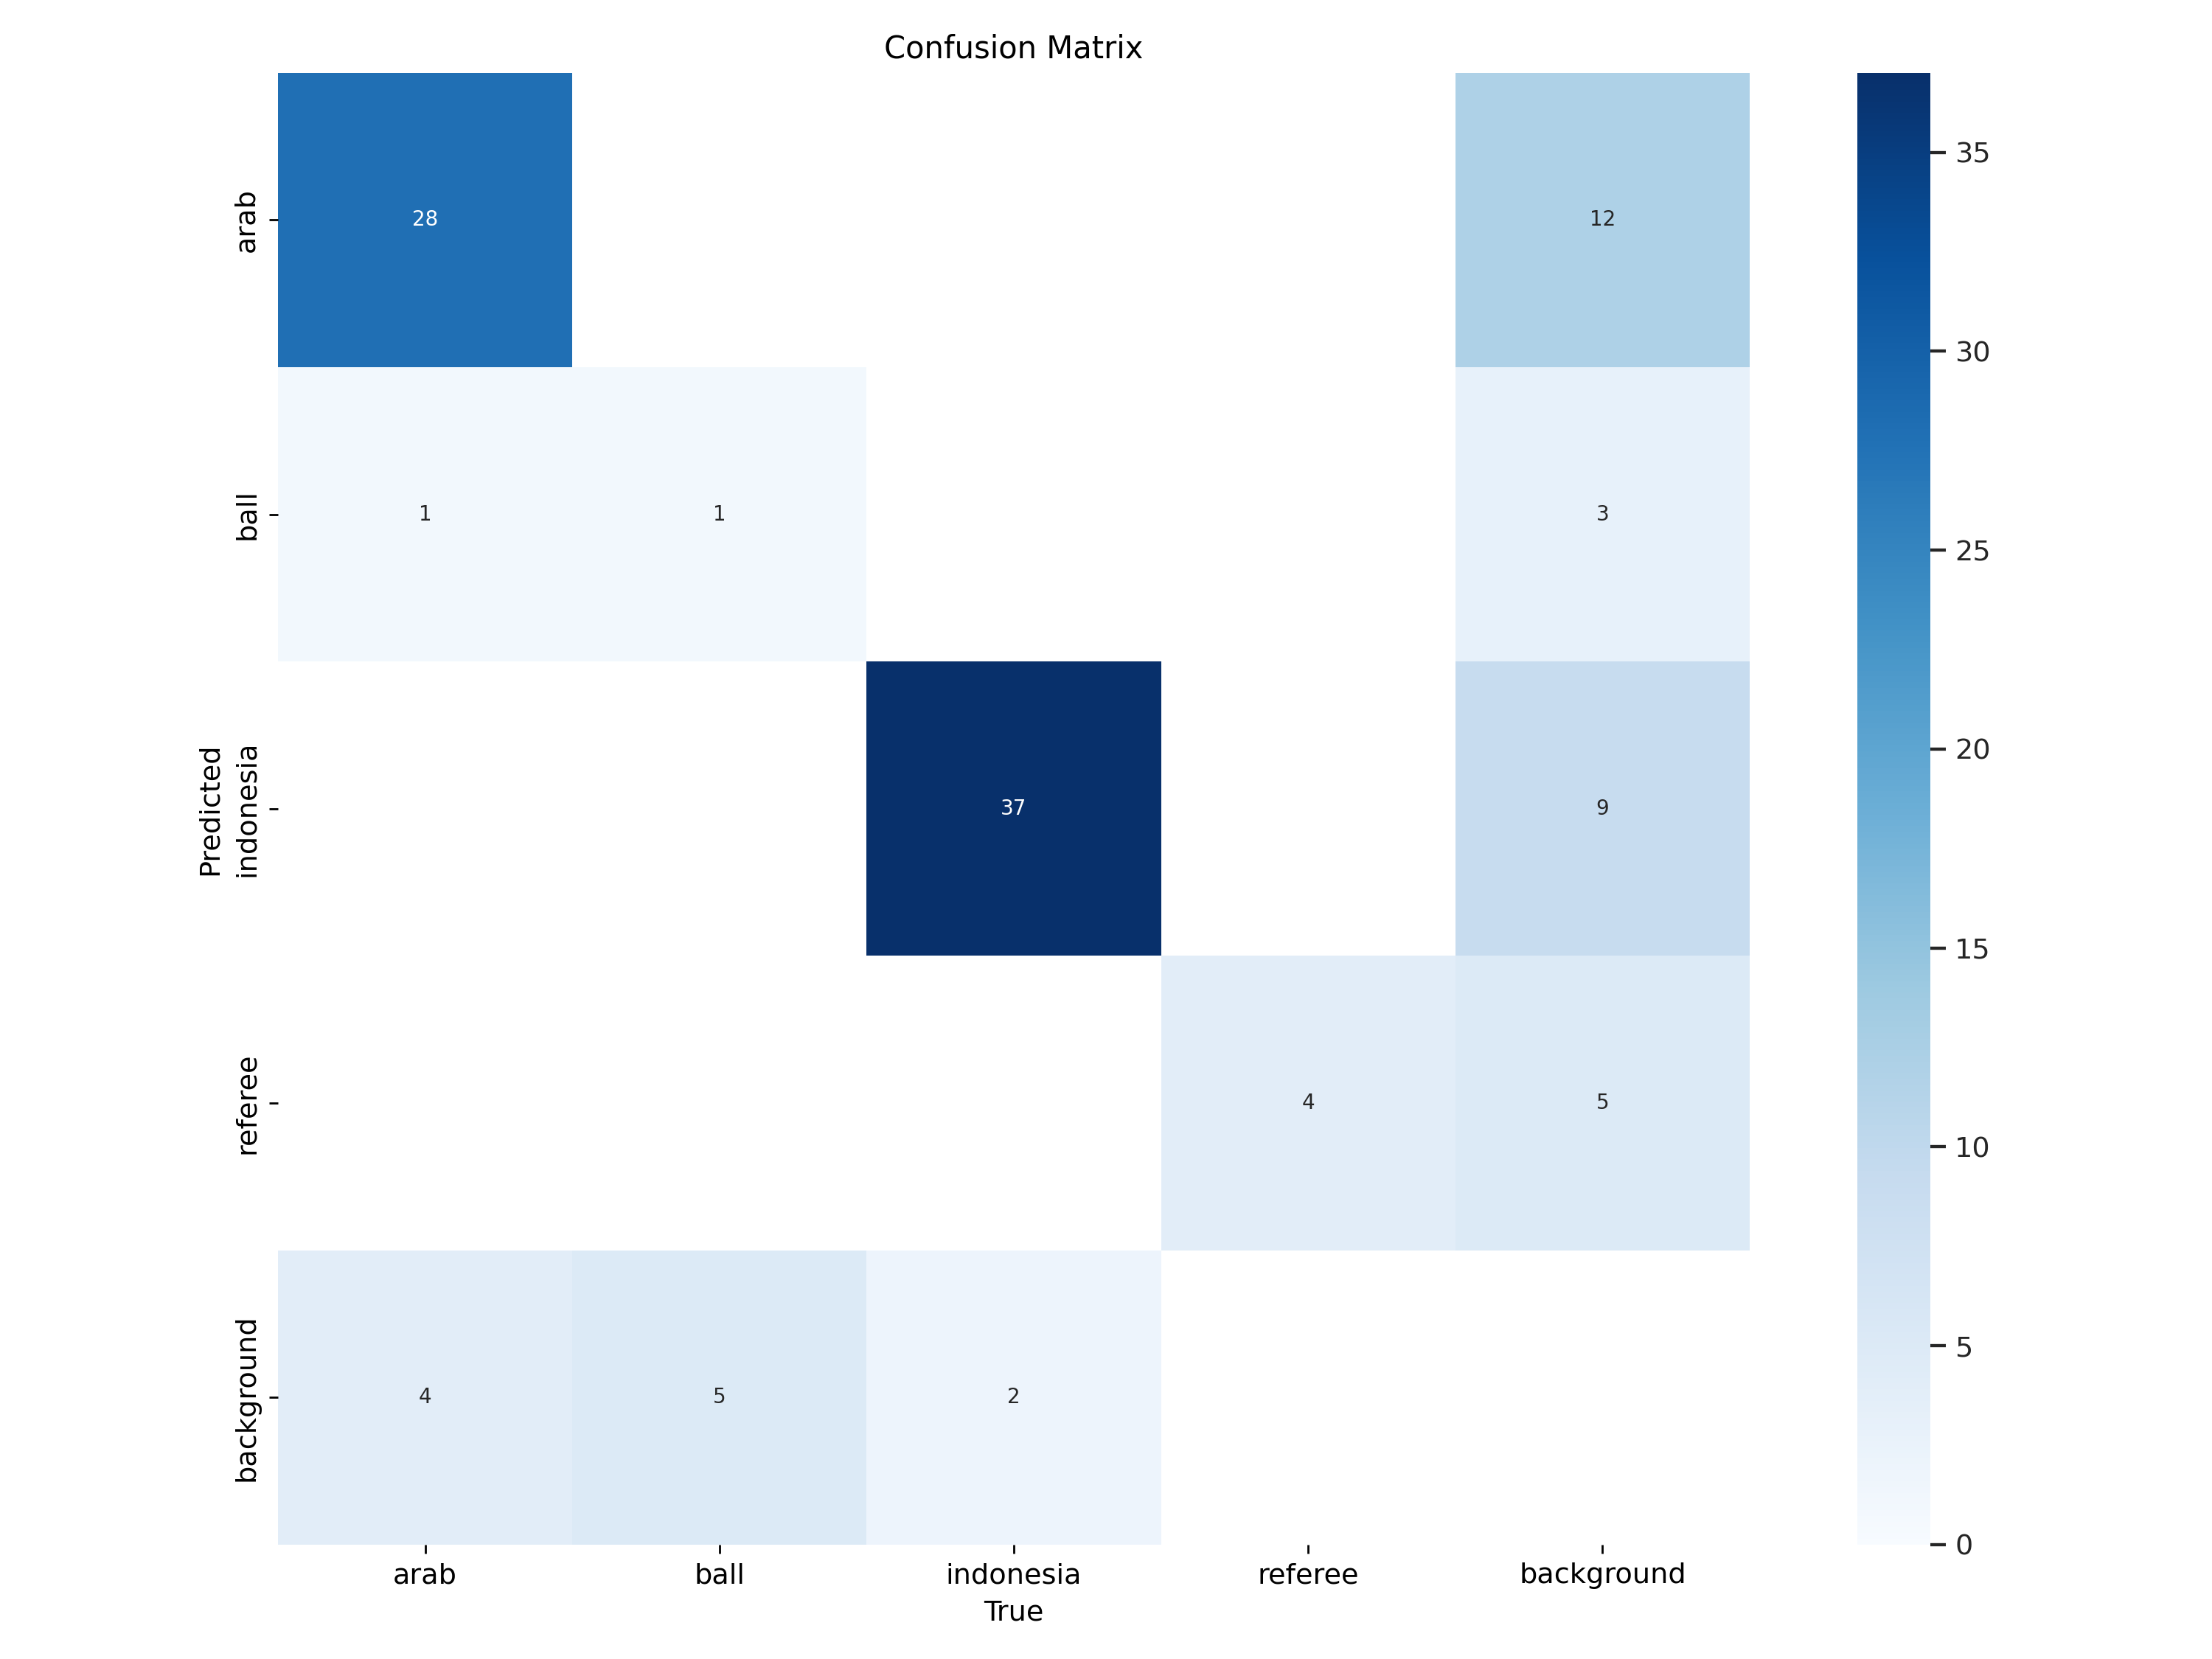 Confusion Matrix
arab
28
12
35
30
ball
1
1
3
25
20
Predicted
indonesia
37
9
15
referee
4
5
10
background
4
5
2
5
0
arab
ball
indonesia
referee
background
True